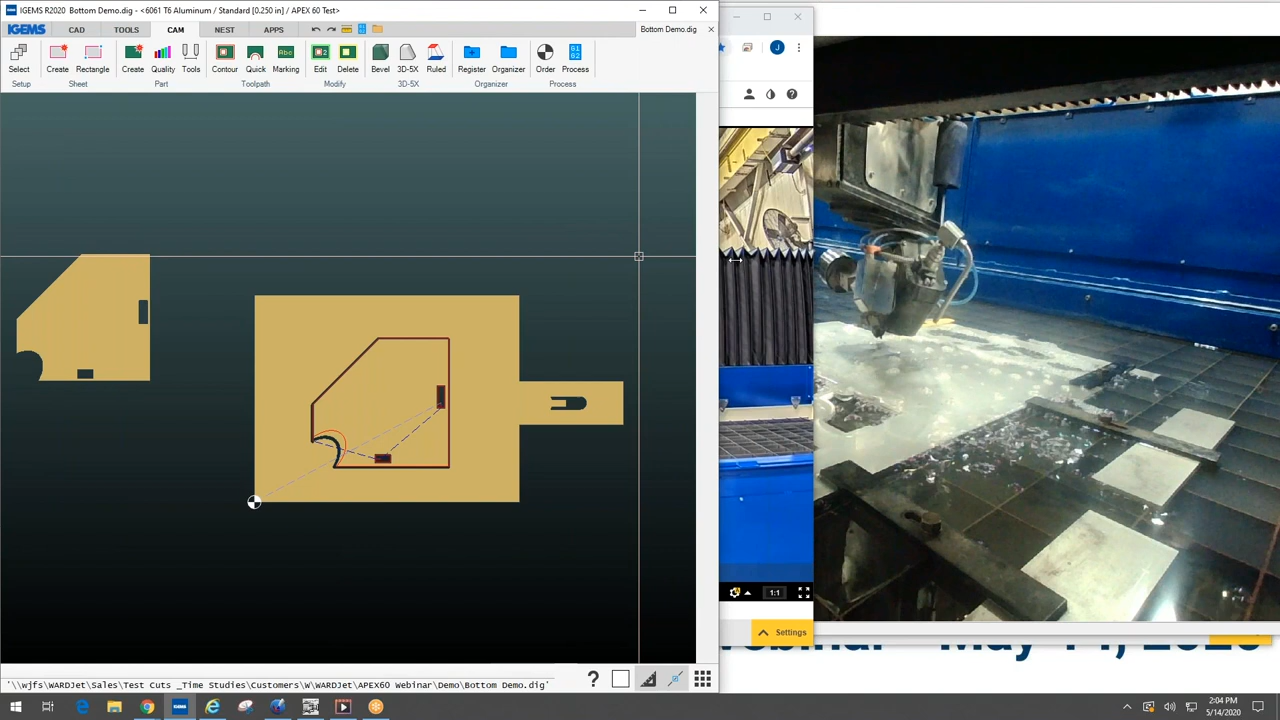 IGEMS R2020 Bottom Demo.dig - <6061 T6 Aluminum / Standard [0.250 in] / APEX 60 Test>
IGEMS CAD TOOLS CAM NEST APPS Bottom Demo.dig
Select Create Rectangle Create Quality Tools Contour Quick Marking Edit Delete Bevel 3D-5X Ruled Register Organizer Order Process
Setup Sheet Part Toolpath Modify 3D-5X Organizer Process
1:1
Settings
Webinar - May 14, 2020
'\\wjfs\WARDJet\Sales\Test Cuts _Time Studies\Customers\W\WARDJet\APEX60 Webinar\Demo\Bottom Demo.dig'
2:04 PM
5/14/2020